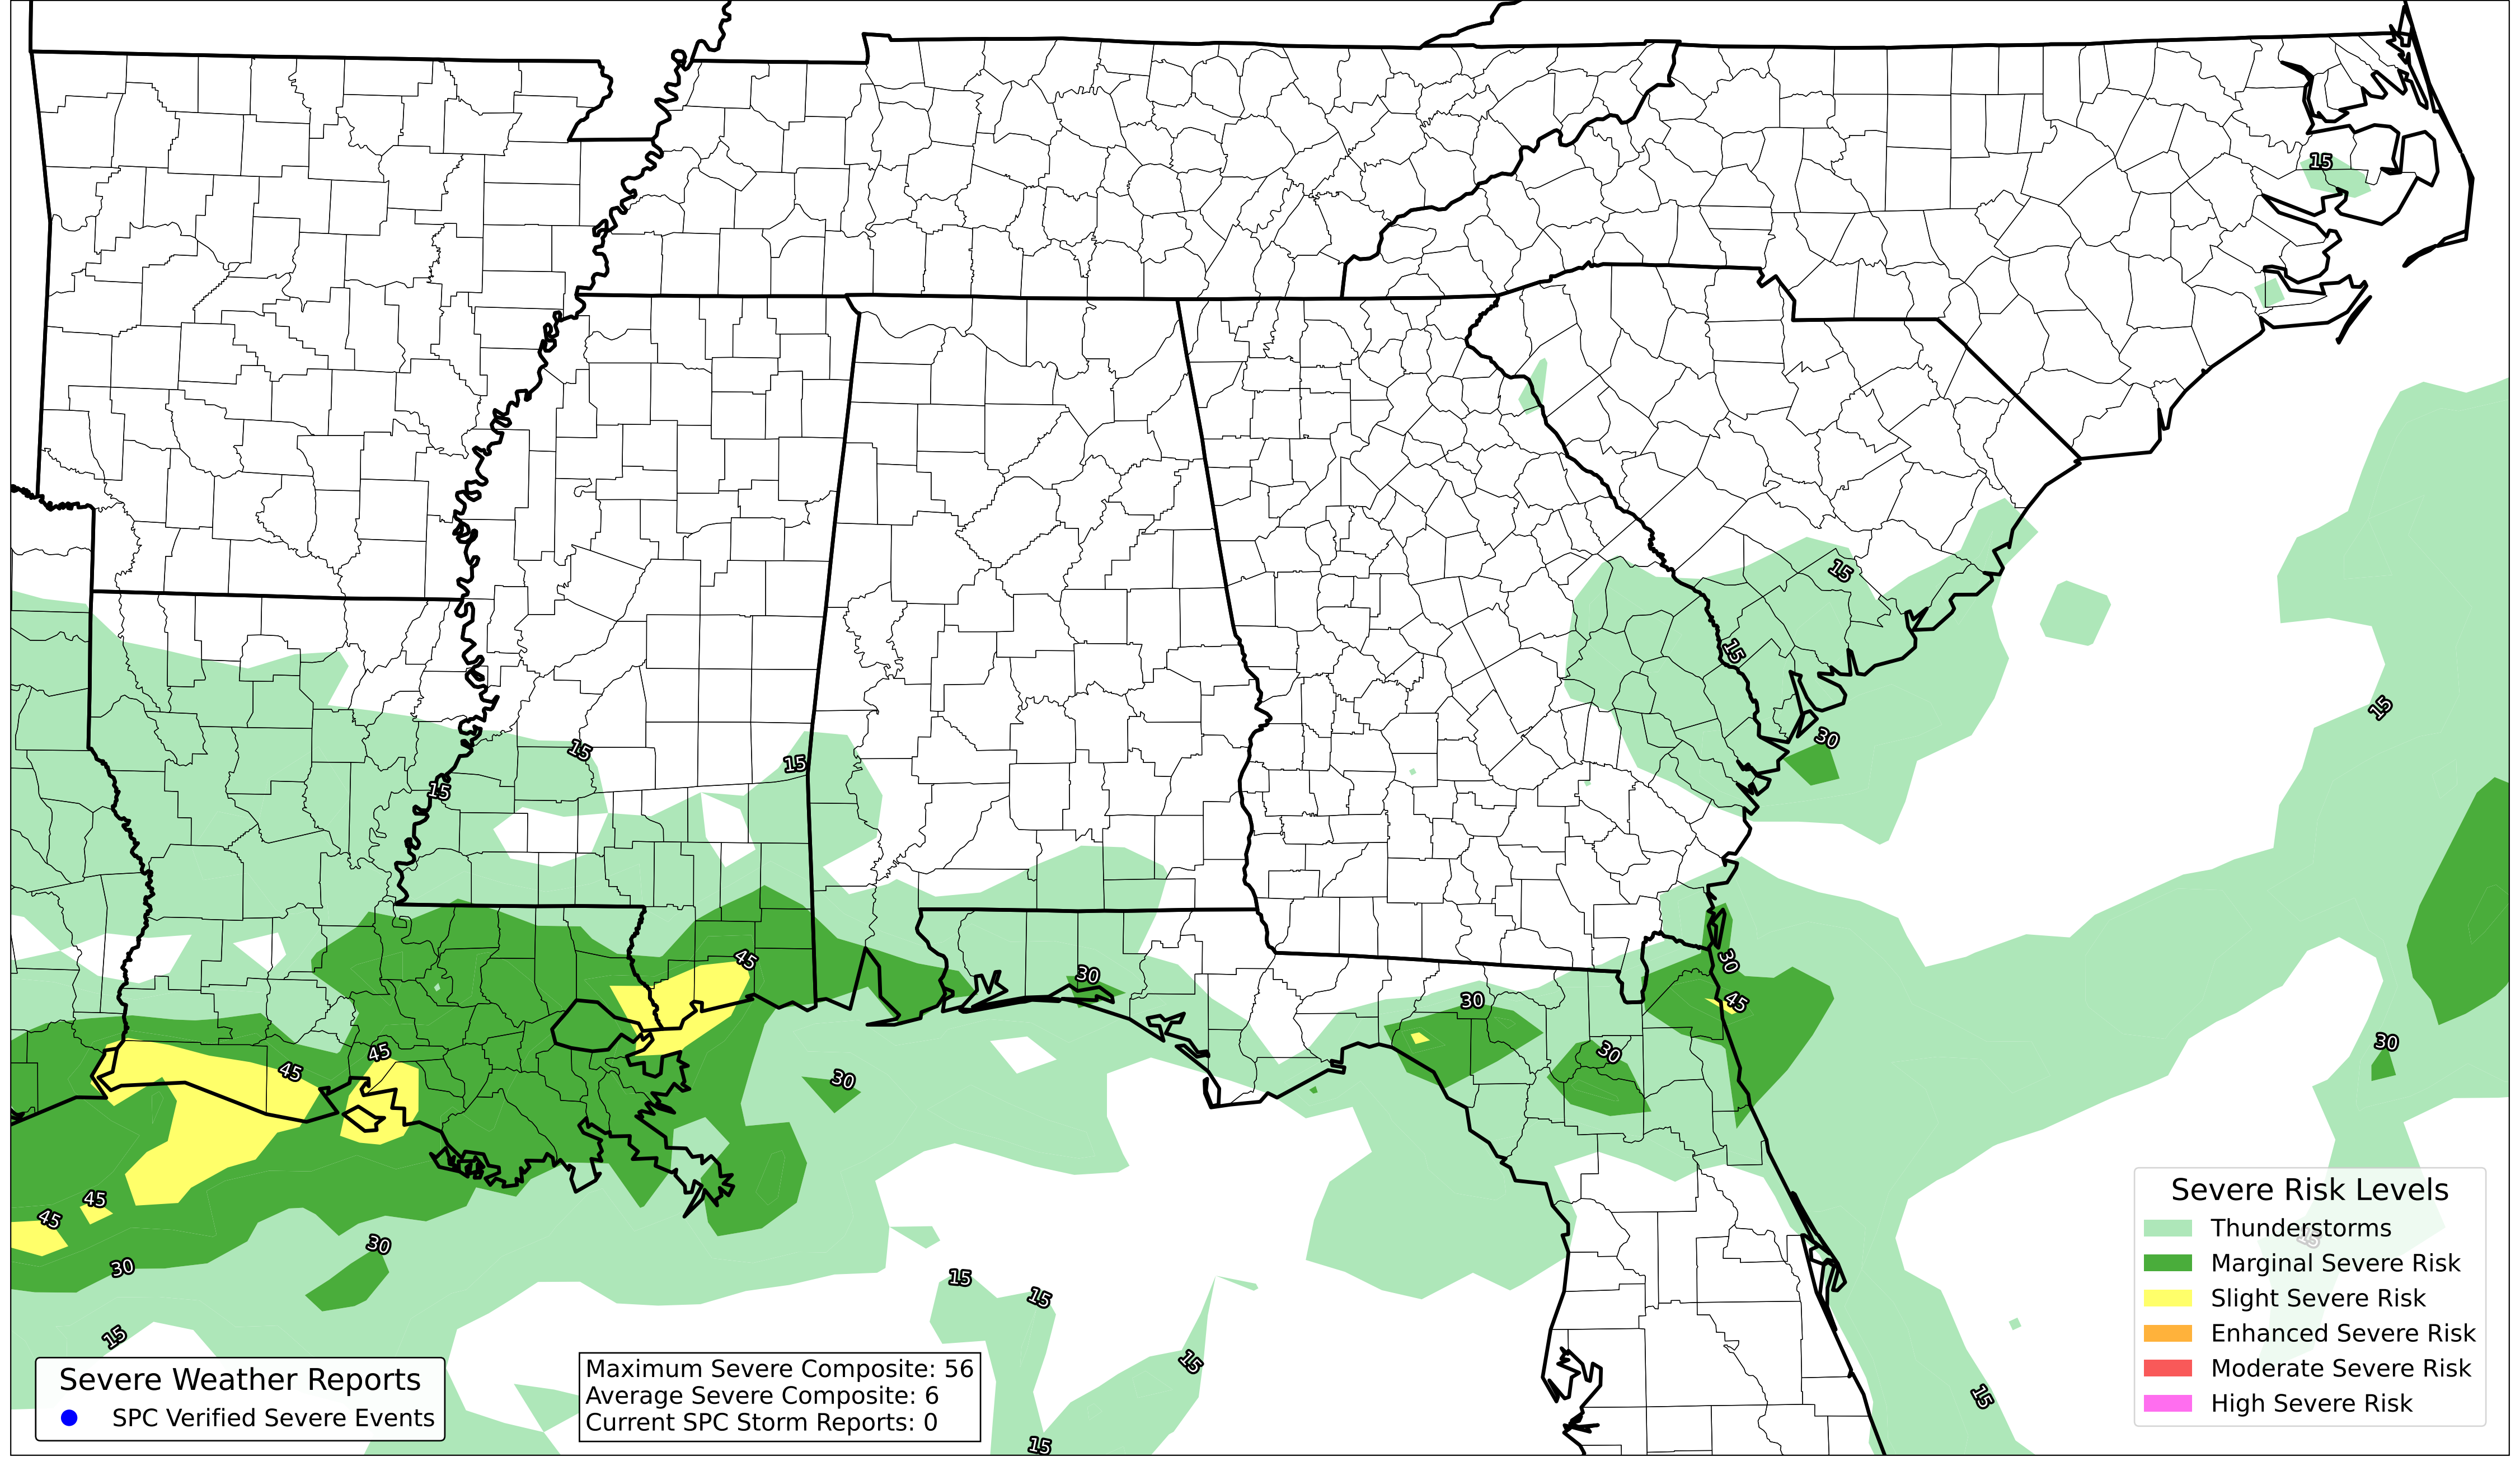 15
15
15
30
15
15
15
15
45
30
30
30
30
45
30
45
45
30
45
45
30
30
15
15
15
15
15
15
Severe Weather Reports
SPC Verified Severe Events
Maximum Severe Composite: 56
Average Severe Composite: 6
Current SPC Storm Reports: 0
Severe Risk Levels
Thunderstorms
Marginal Severe Risk
Slight Severe Risk
Enhanced Severe Risk
Moderate Severe Risk
High Severe Risk